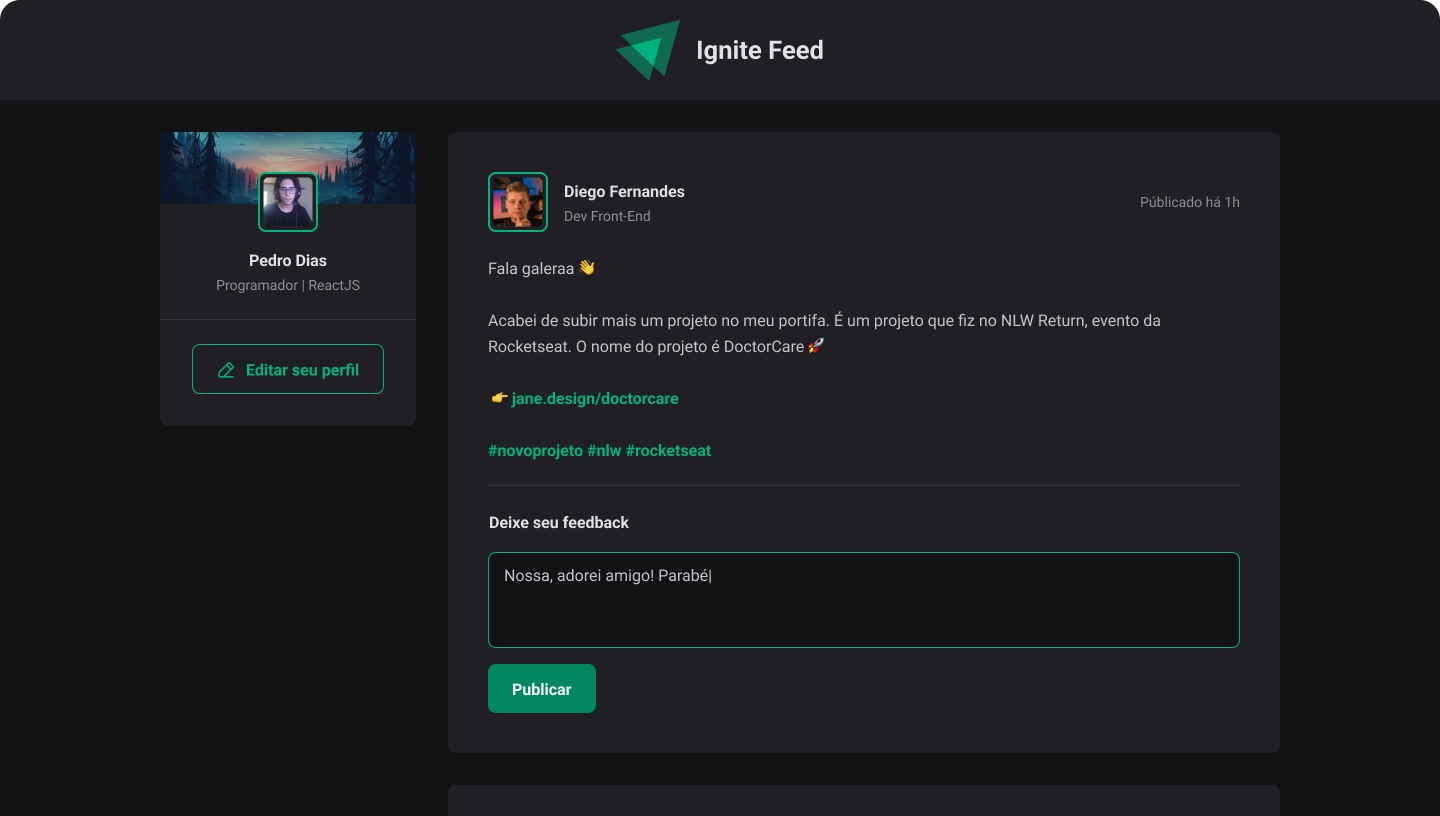 Ignite Feed
Pedro Dias
Programador | ReactJS
Editar seu perfil
Diego Fernandes
Dev Front-End
Públicado há 1h
Fala galeraa 👋
Acabei de subir mais um projeto no meu portifa. É um projeto que fiz no NLW Return, evento da
Rocketseat. O nome do projeto é DoctorCare 🚀
👉 jane.design/doctorcare
#novoprojeto #nlw #rocketseat
Deixe seu feedback
Nossa, adorei amigo! Parabé|
Publicar